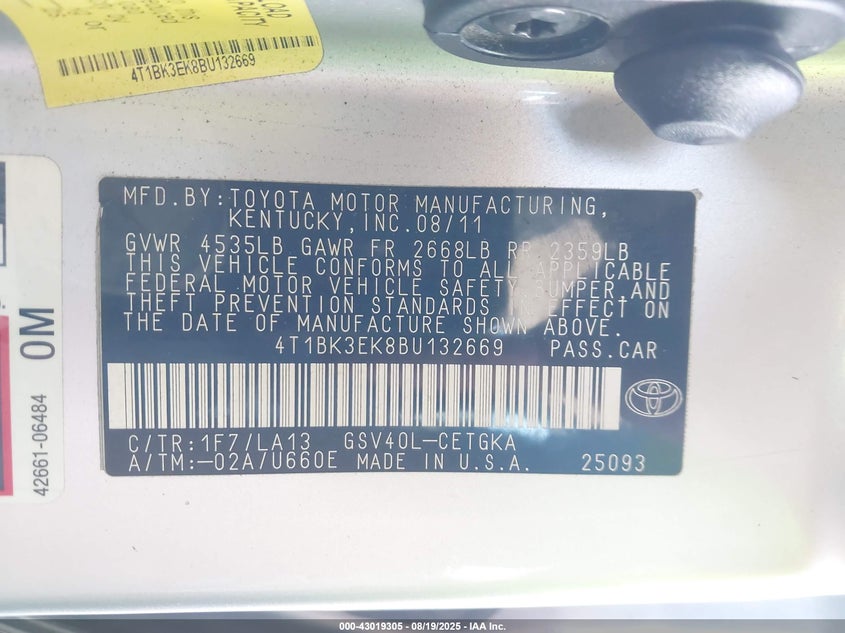 LOAD
CAPACITY
4T1BK3EK8BU132669
MFD.BY:TOYOTA MOTOR MANUFACTURING,
KENTUCKY,INC.08/11
GVWR 4535LB GAWR FR 2668LB RR 2359LB
THIS VEHICLE CONFORMS TO ALL APPLICABLE
FEDERAL MOTOR VEHICLE SAFETY,BUMPER,AND
THEFT PREVENTION STANDARDS IN EFFECT ON
THE DATE OF MANUFACTURE SHOWN ABOVE.
4T1BK3EK8BU132669 PASS.CAR
C/TR:1F7/LA13 GSV40L-CETGKA
A/TM:-02A/U660E MADE IN U.S.A. 25093
42661-06484 0M
000-43019305 - 08/19/2025 - IAA Inc.